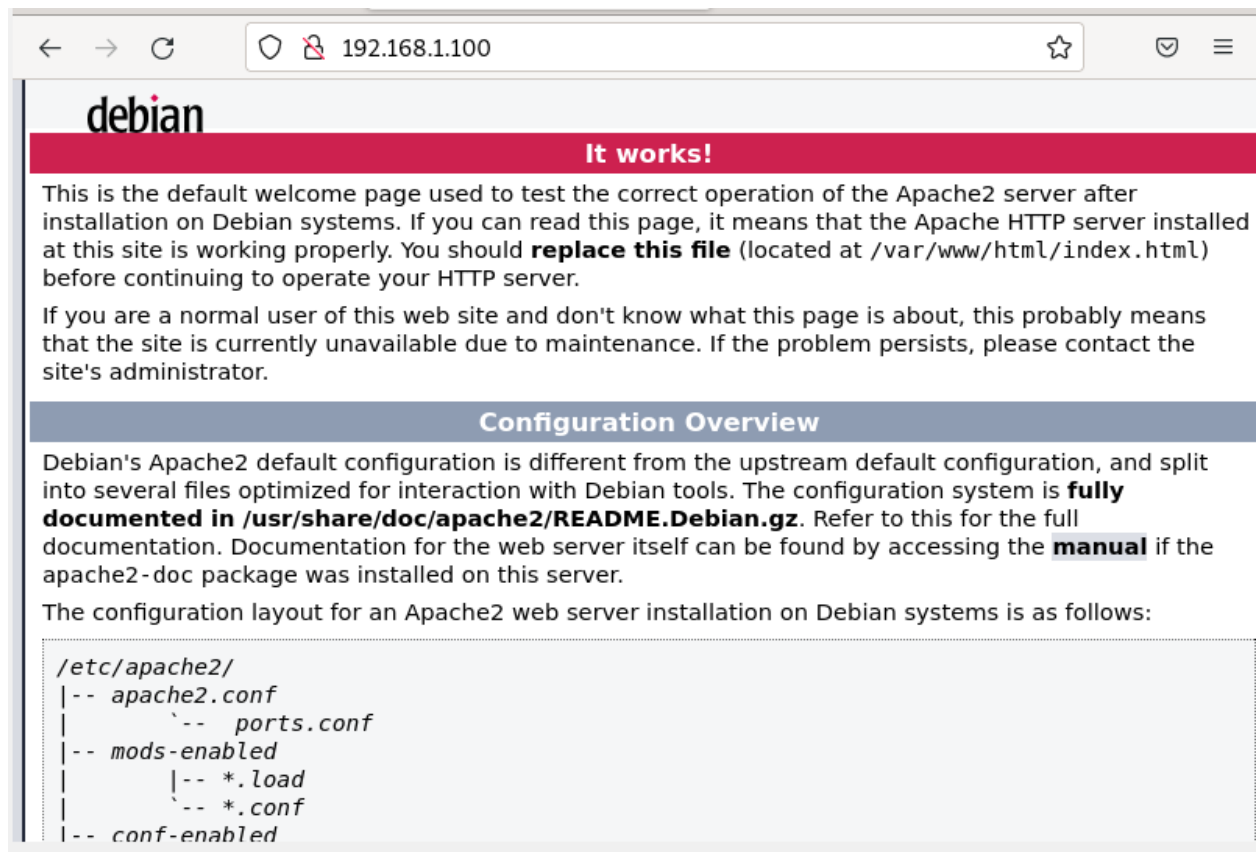 192.168.1.100
debian
It works!
This is the default welcome page used to test the correct operation of the Apache2 server after
installation on Debian systems. If you can read this page, it means that the Apache HTTP server installed
at this site is working properly. You should replace this file (located at /var/www/html/index.html)
before continuing to operate your HTTP server.
If you are a normal user of this web site and don't know what this page is about, this probably means
that the site is currently unavailable due to maintenance. If the problem persists, please contact the
site's administrator.
Configuration Overview
Debian's Apache2 default configuration is different from the upstream default configuration, and split
into several files optimized for interaction with Debian tools. The configuration system is fully
documented in /usr/share/doc/apache2/README.Debian.gz. Refer to this for the full
documentation. Documentation for the web server itself can be found by accessing the manual if the
apache2-doc package was installed on this server.
The configuration layout for an Apache2 web server installation on Debian systems is as follows:
/etc/apache2/
|-- apache2.conf
|       `--  ports.conf
|-- mods-enabled
|       |-- *.load
|       `-- *.conf
|-- conf-enabled